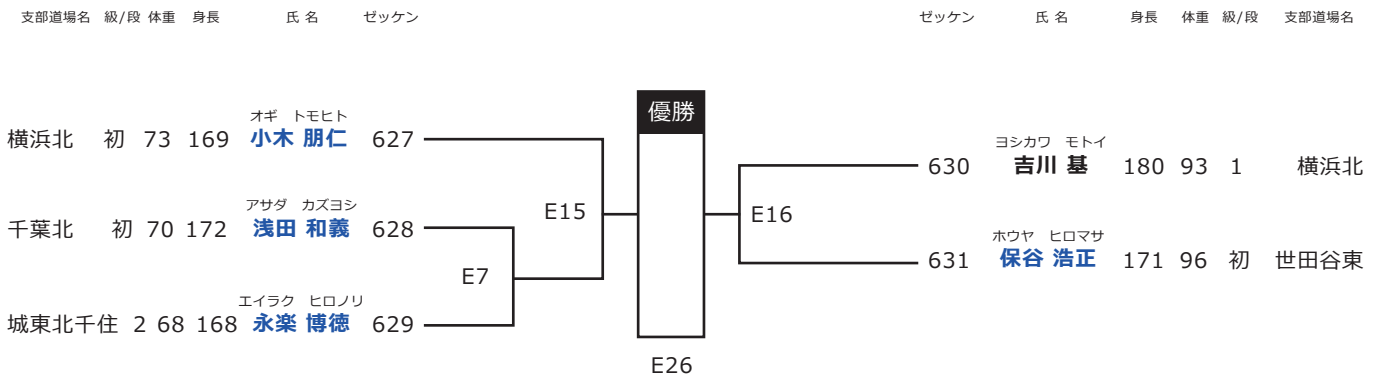 支部道場名 級/段 体重 身長 氏 名 ゼッケン
ゼッケン 氏 名 身長 体重 級/段 支部道場名
優勝
オギ トモヒト
横浜北 初 73 169 小木 朋仁 627
ヨシカワ モトイ
630 吉川 基 180 93 1 横浜北
アサダ カズヨシ
千葉北 初 70 172 浅田 和義 628
E15
E16
ホウヤ ヒロマサ
631 保谷 浩正 171 96 初 世田谷東
E7
エイラク ヒロノリ
城東北千住 2 68 168 永楽 博徳 629
E26